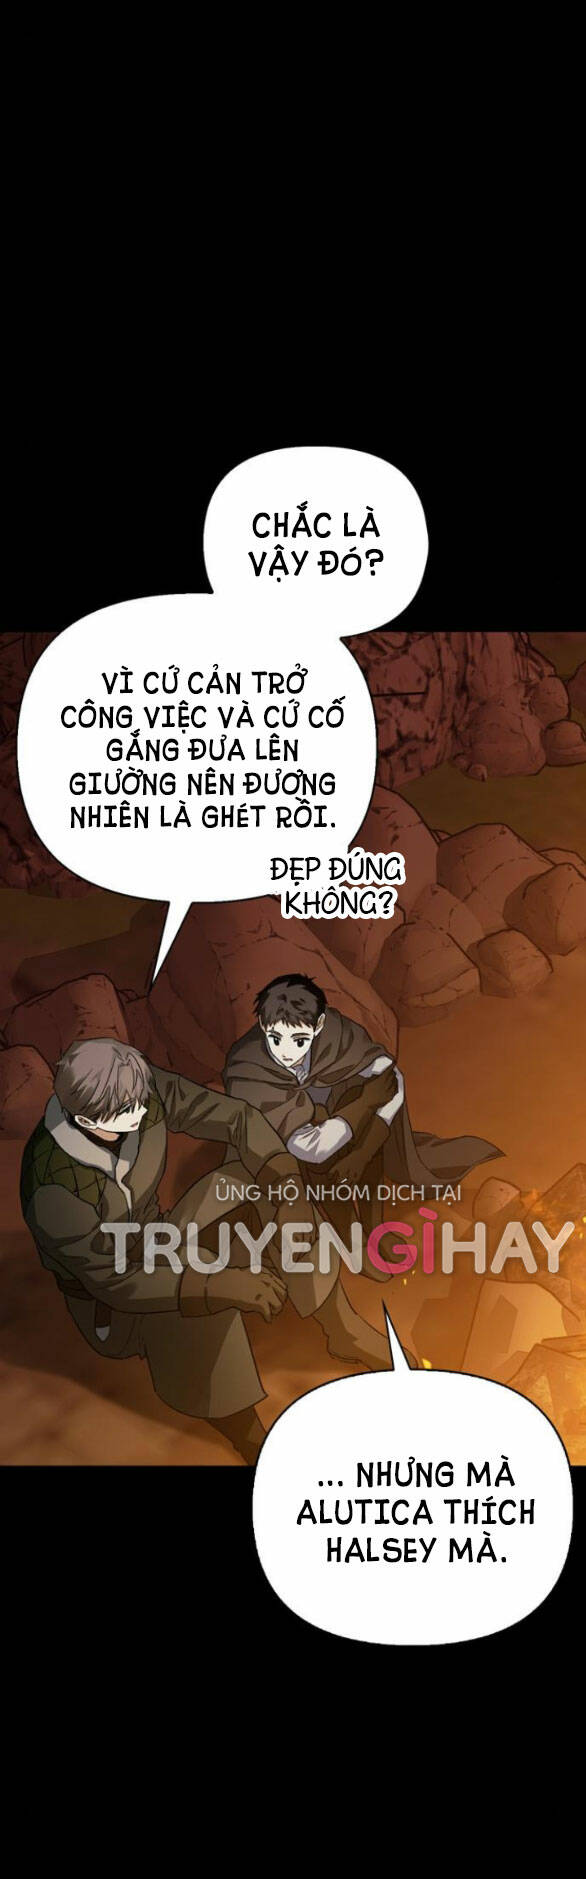 CHẮC LÀ
VẬY ĐÓ?
VÌ CỨ CẢN TRỞ
CÔNG VIỆC VÀ CỨ CỐ
GẮNG ĐƯA LÊN
GIƯỜNG NÊN ĐƯƠNG
NHIÊN LÀ GHÉT RỒI.
ĐẸP ĐÚNG
KHÔNG?
ỦNG HỘ NHÓM DỊCH TẠI
TRUYENGÌHAY
... NHƯNG MÀ
ALUTICA THÍCH
HALSEY MÀ.